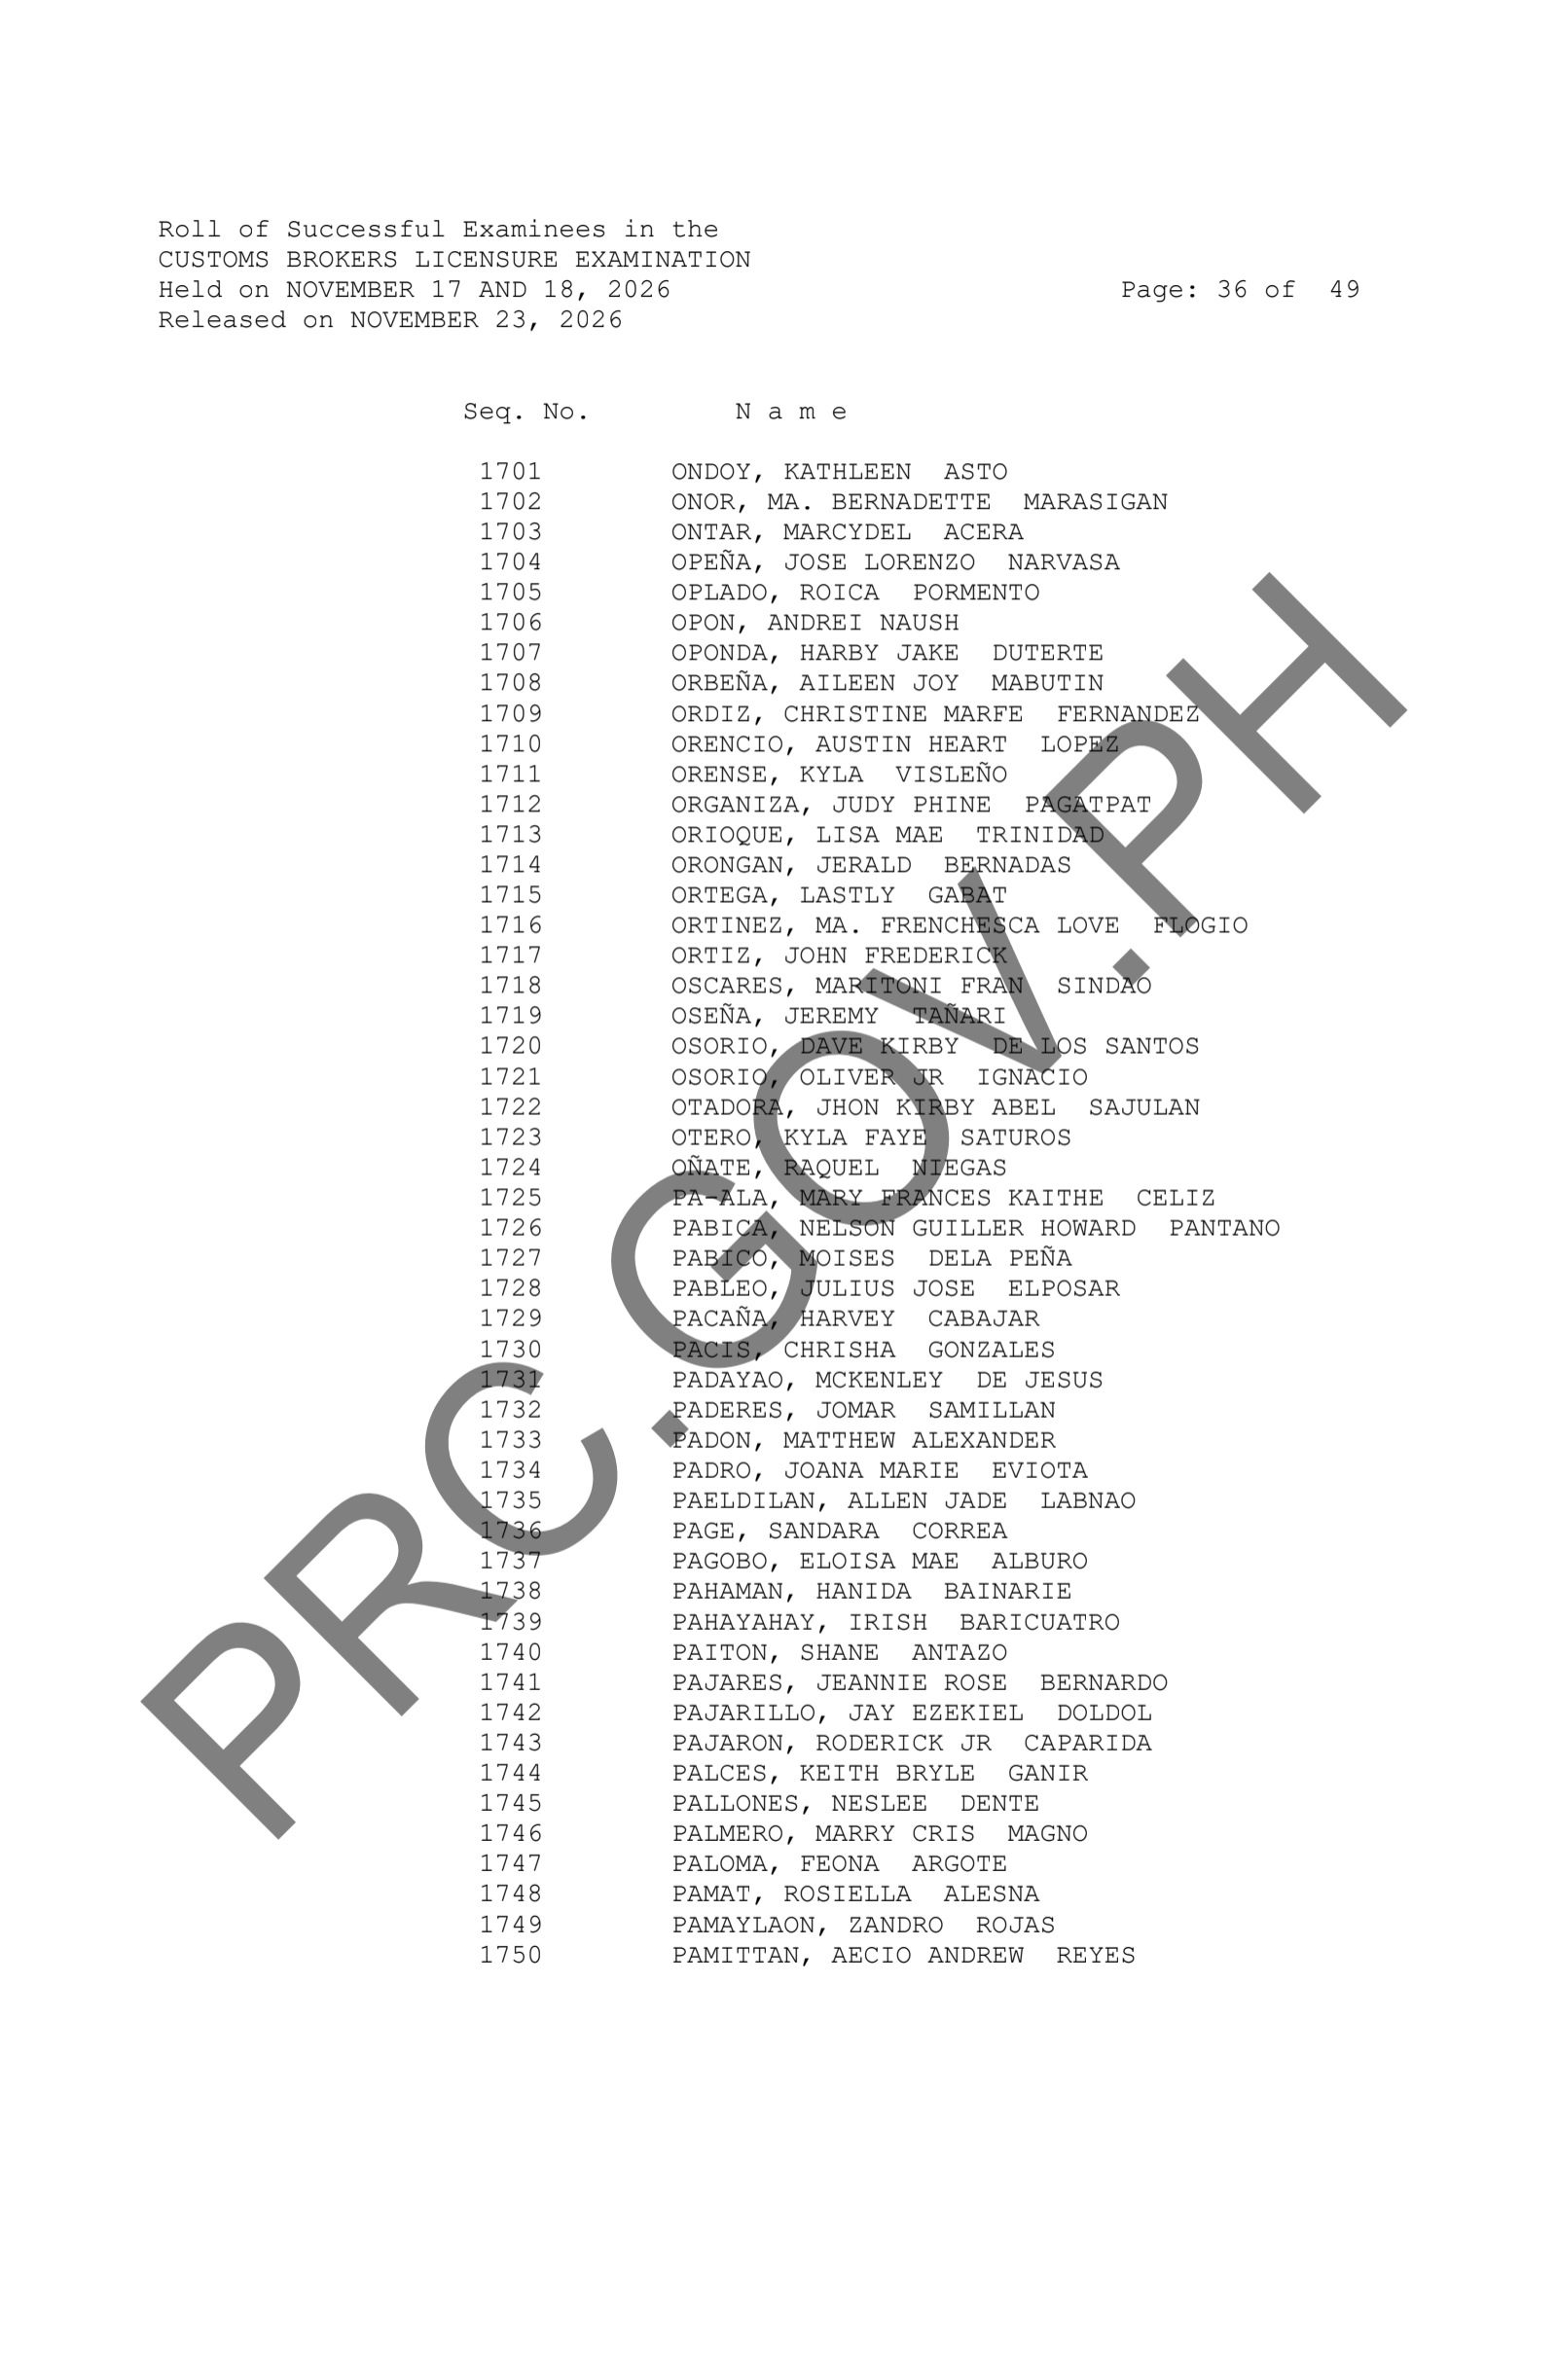 Roll of Successful Examinees in the
CUSTOMS BROKERS LICENSURE EXAMINATION
Held on NOVEMBER 17 AND 18, 2026 Page: 36 of 49
Released on NOVEMBER 23, 2026
Seq. No. N a m e
1701 ONDOY, KATHLEEN ASTO
1702 ONOR, MA. BERNADETTE MARASIGAN
1703 ONTAR, MARCYDEL ACERA
1704 OPEÑA, JOSE LORENZO NARVASA
1705 OPLADO, ROICA PORMENTO
1706 OPON, ANDREI NAUSH
1707 OPONDA, HARBY JAKE DUTERTE
1708 ORBEÑA, AILEEN JOY MABUTIN
1709 ORDIZ, CHRISTINE MARFE FERNANDEZ
1710 ORENCIO, AUSTIN HEART LOPEZ
1711 ORENSE, KYLA VISLEÑO
1712 ORGANIZA, JUDY PHINE PAGATPAT
1713 ORIOQUE, LISA MAE TRINIDAD
1714 ORONGAN, JERALD BERNADAS
1715 ORTEGA, LASTLY GABAT
1716 ORTINEZ, MA. FRENCHESCA LOVE FLOGIO
1717 ORTIZ, JOHN FREDERICK
1718 OSCARES, MARITONI FRAN SINDAO
1719 OSEÑA, JEREMY TAÑARI
1720 OSORIO, DAVE KIRBY DE LOS SANTOS
1721 OSORIO, OLIVER JR IGNACIO
1722 OTADORA, JHON KIRBY ABEL SAJULAN
1723 OTERO, KYLA FAYE SATUROS
1724 OÑATE, RAQUEL NIEGAS
1725 PA-ALA, MARY FRANCES KAITHE CELIZ
1726 PABICA, NELSON GUILLER HOWARD PANTANO
1727 PABICO, MOISES DELA PEÑA
1728 PABLEO, JULIUS JOSE ELPOSAR
1729 PACAÑA, HARVEY CABAJAR
1730 PACIS, CHRISHA GONZALES
1731 PADAYAO, MCKENLEY DE JESUS
1732 PADERES, JOMAR SAMILLAN
1733 PADON, MATTHEW ALEXANDER
1734 PADRO, JOANA MARIE EVIOTA
1735 PAELDILAN, ALLEN JADE LABNAO
1736 PAGE, SANDARA CORREA
1737 PAGOBO, ELOISA MAE ALBURO
1738 PAHAMAN, HANIDA BAINARIE
1739 PAHAYAHAY, IRISH BARICUATRO
1740 PAITON, SHANE ANTAZO
1741 PAJARES, JEANNIE ROSE BERNARDO
1742 PAJARILLO, JAY EZEKIEL DOLDOL
1743 PAJARON, RODERICK JR CAPARIDA
1744 PALCES, KEITH BRYLE GANIR
1745 PALLONES, NESLEE DENTE
1746 PALMERO, MARRY CRIS MAGNO
1747 PALOMA, FEONA ARGOTE
1748 PAMAT, ROSIELLA ALESNA
1749 PAMAYLAON, ZANDRO ROJAS
1750 PAMITTAN, AECIO ANDREW REYES
PRC.GOV.PH